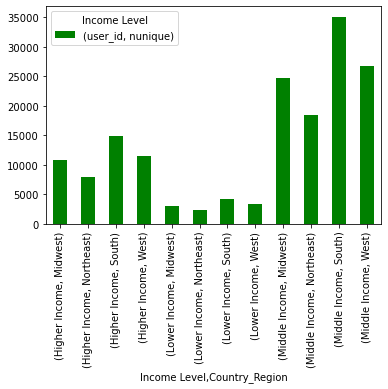 Income Level
(user_id, nunique)
35000
30000
25000
20000
15000
10000
5000
0
(Higher Income, Midwest)
(Higher Income, Northeast)
(Higher Income, South)
(Higher Income, West)
(Lower Income, Midwest)
(Lower Income, Northeast)
(Lower Income, South)
(Lower Income, West)
(Middle Income, Midwest)
(Middle Income, Northeast)
(Middle Income, South)
(Middle Income, West)
Income Level,Country_Region